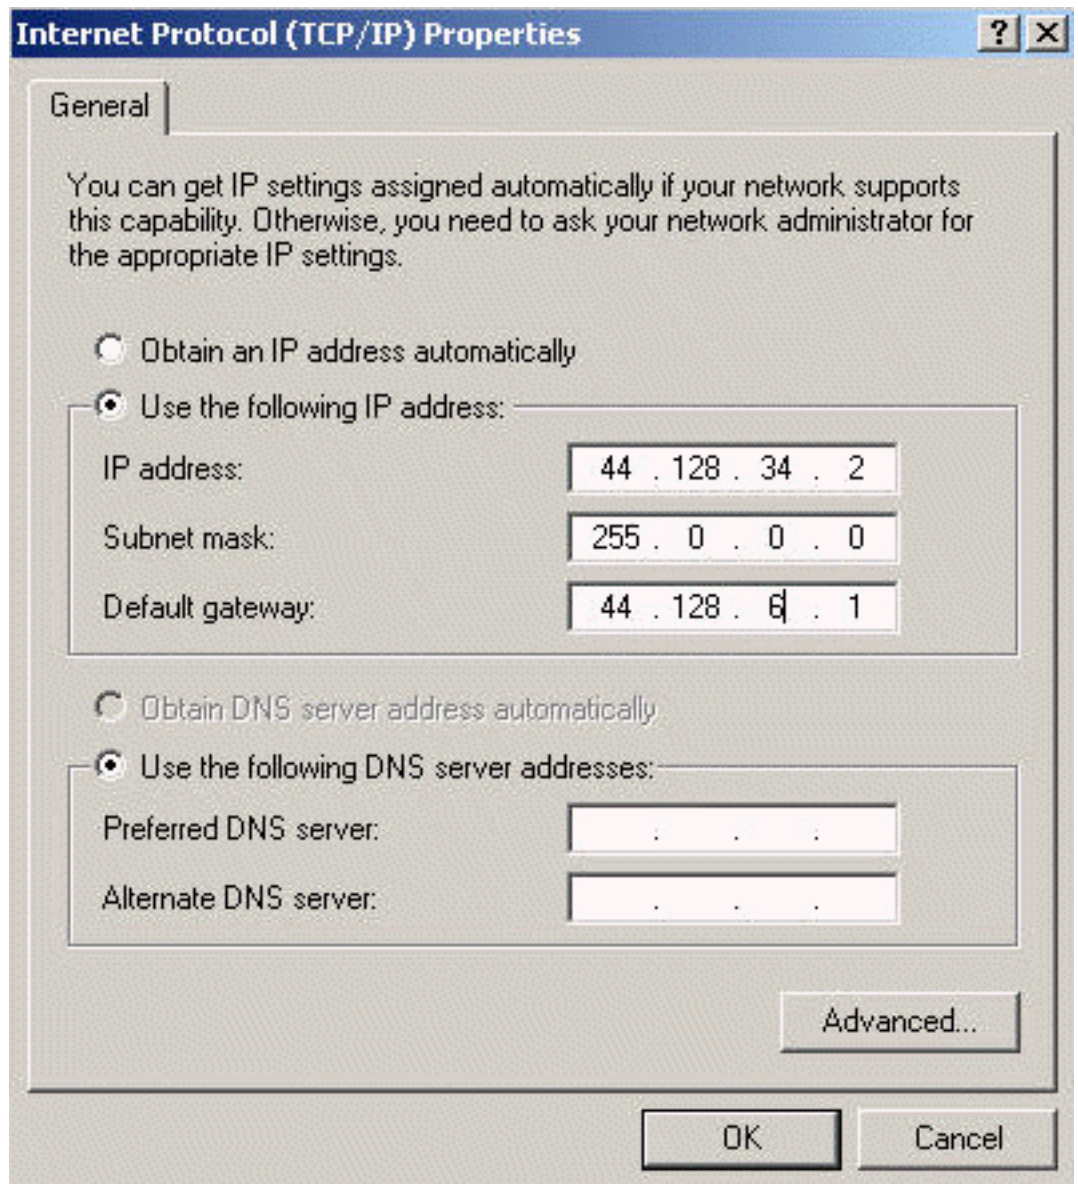 Internet Protocol (TCP/IP) Properties
General
You can get IP settings assigned automatically if your network supports
this capability. Otherwise, you need to ask your network administrator for
the appropriate IP settings.
Obtain an IP address automatically
Use the following IP address:
IP address: 44 . 128 . 34 . 2
Subnet mask: 255 . 0 . 0 . 0
Default gateway: 44 . 128 . 6 . 1
Obtain DNS server address automatically
Use the following DNS server addresses:
Preferred DNS server: . . .
Alternate DNS server: . . .
Advanced...
OK Cancel